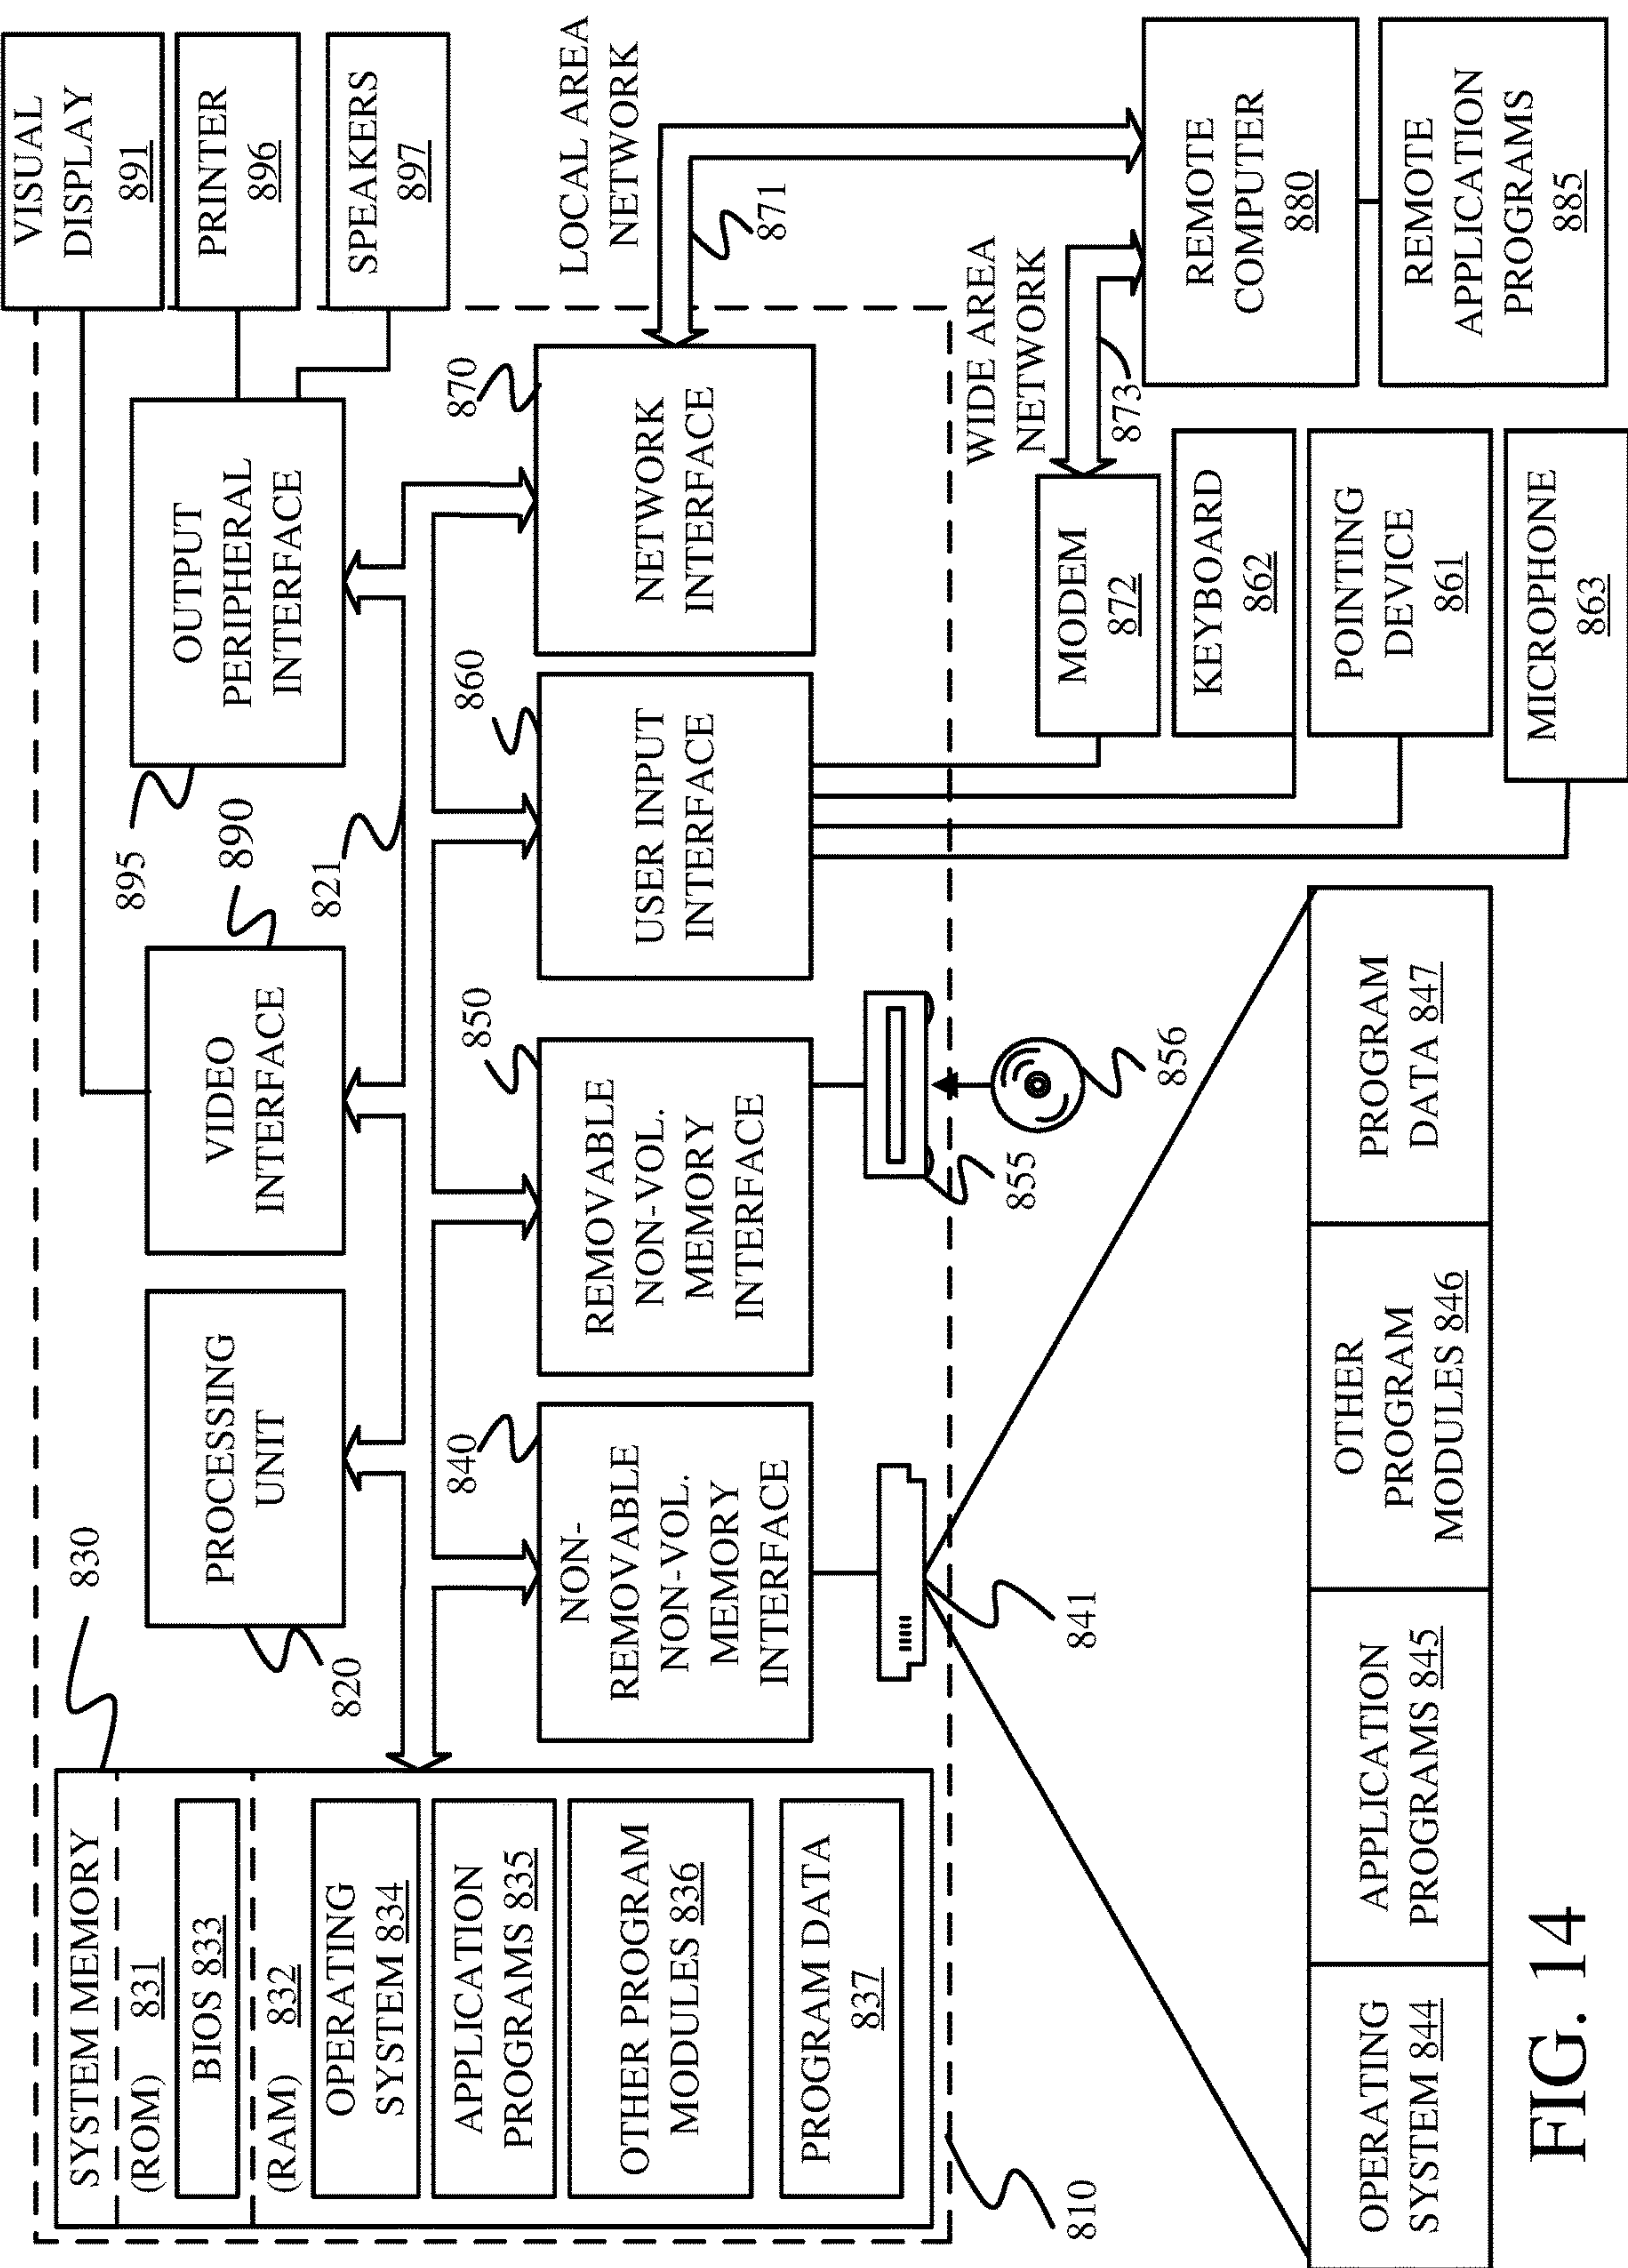 SYSTEM MEMORY
(ROM) 831
BIOS 833
(RAM) 832
OPERATING
SYSTEM 834
APPLICATION
PROGRAMS 835
OTHER PROGRAM
MODULES 836
PROGRAM DATA
837
830
PROCESSING
UNIT
820
VIDEO
INTERFACE
890
821
895
OUTPUT
PERIPHERAL
INTERFACE
VISUAL
DISPLAY
891
PRINTER
896
SPEAKERS
897
840
NON-
REMOVABLE
NON-VOL.
MEMORY
INTERFACE
850
REMOVABLE
NON-VOL.
MEMORY
INTERFACE
860
USER INPUT
INTERFACE
870
NETWORK
INTERFACE
LOCAL AREA
NETWORK
871
810
841
855
856
WIDE AREA
NETWORK
873
MODEM
872
KEYBOARD
862
POINTING
DEVICE
861
MICROPHONE
863
REMOTE
COMPUTER
880
REMOTE
APPLICATION
PROGRAMS
885
OPERATING
SYSTEM 844
APPLICATION
PROGRAMS 845
OTHER
PROGRAM
MODULES 846
PROGRAM
DATA 847
FIG. 14